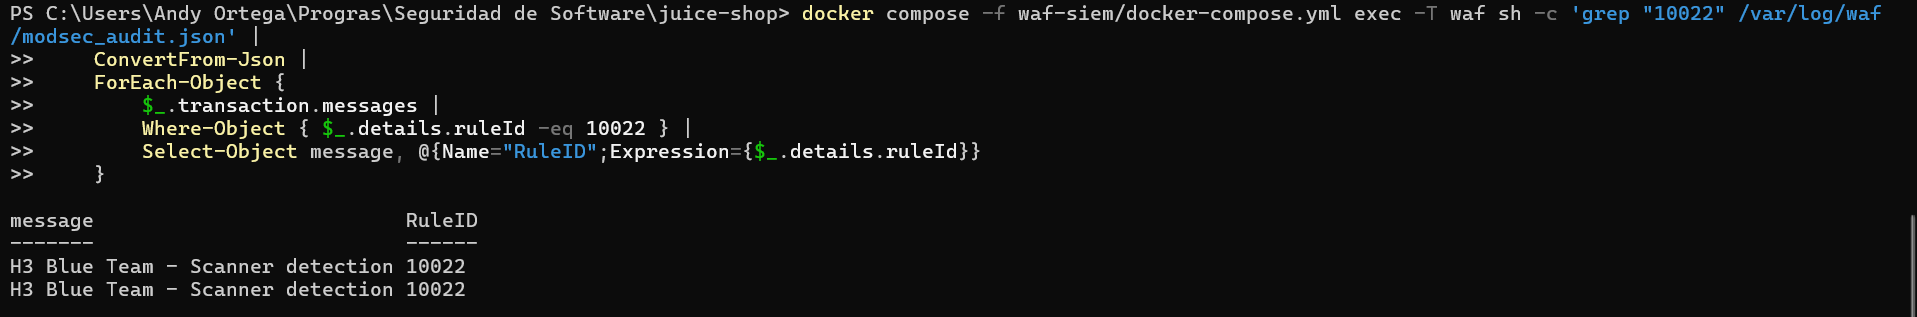 PS C:\Users\Andy Ortega\Progras\Seguridad de Software\juice-shop> docker compose -f waf-siem/docker-compose.yml exec -T waf sh -c 'grep "10022" /var/log/waf
/modsec_audit.json' |
>>     ConvertFrom-Json |
>>     ForEach-Object {
>>         $_.transaction.messages |
>>         Where-Object { $_.details.ruleId -eq 10022 } |
>>         Select-Object message, @{Name="RuleID";Expression={$_.details.ruleId}}
>>     }
message                          RuleID
-------                          ------
H3 Blue Team - Scanner detection 10022
H3 Blue Team - Scanner detection 10022